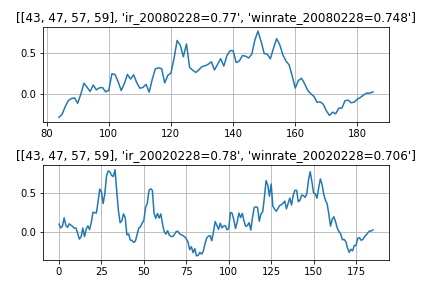 [[43, 47, 57, 59], 'ir_20080228=0.77', 'winrate_20080228=0.748']
0.5
0.0
80 100 120 140 160 180
[[43, 47, 57, 59], 'ir_20020228=0.78', 'winrate_20020228=0.706']
0.5
0.0
0 25 50 75 100 125 150 175